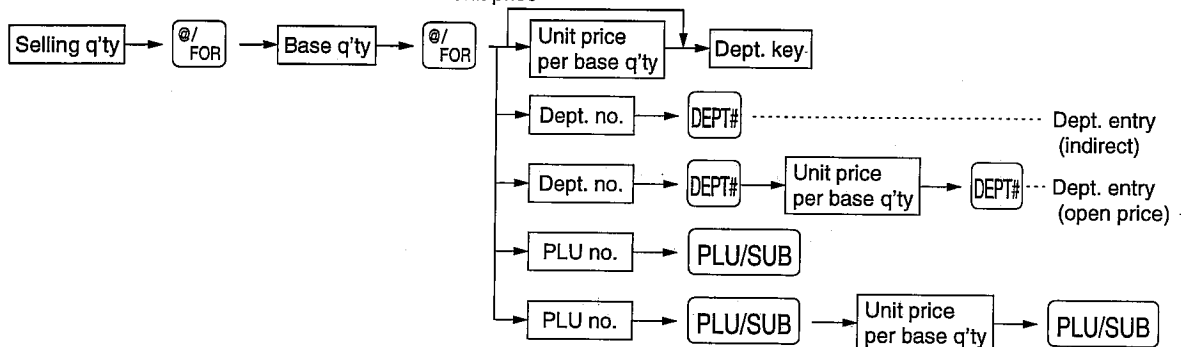 Selling q'ty @/FOR Base q'ty @/FOR Unit price per base q'ty Dept. key
Dept. no. DEPT# Dept. entry (indirect)
Dept. no. DEPT# Unit price per base q'ty DEPT# Dept. entry (open price)
PLU no. PLU/SUB
PLU no. PLU/SUB Unit price per base q'ty PLU/SUB